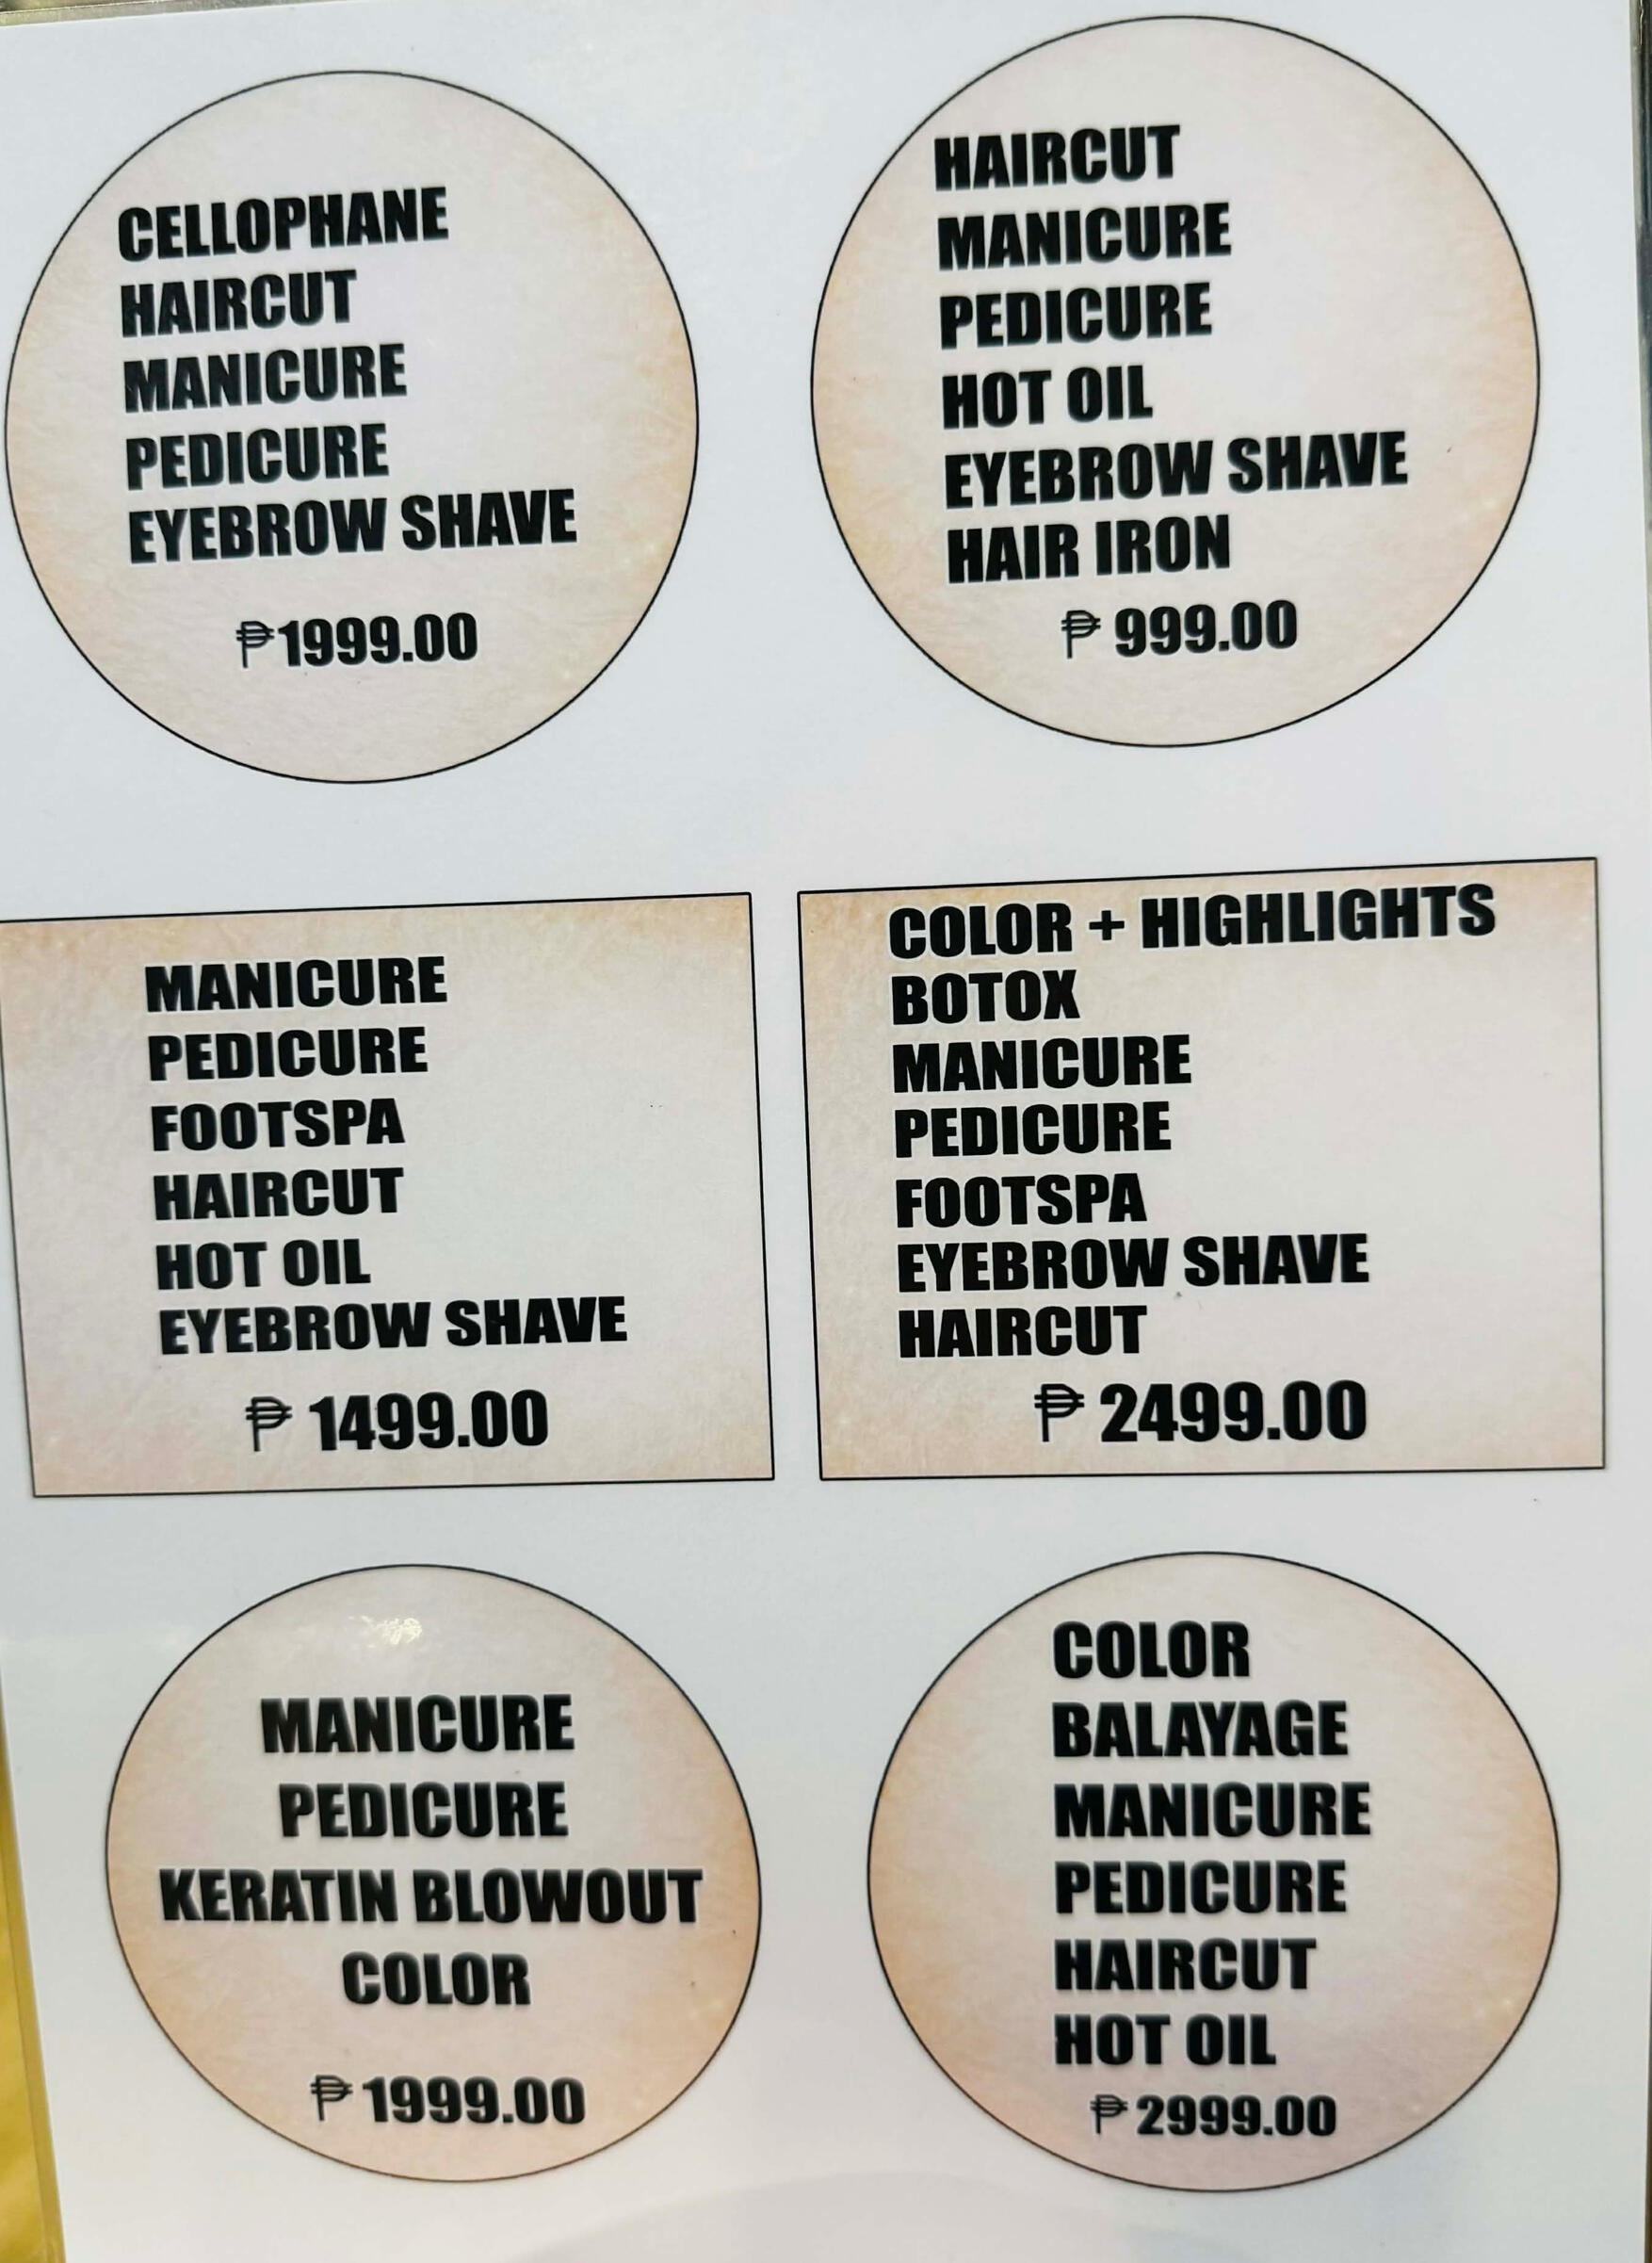 CELLOPHANE
HAIRCUT
MANICURE
PEDICURE
EYEBROW SHAVE
₱1999.00
HAIRCUT
MANICURE
PEDICURE
HOT OIL
EYEBROW SHAVE
HAIR IRON
₱ 999.00
MANICURE
PEDICURE
FOOTSPA
HAIRCUT
HOT OIL
EYEBROW SHAVE
₱ 1499.00
COLOR + HIGHLIGHTS
BOTOX
MANICURE
PEDICURE
FOOTSPA
EYEBROW SHAVE
HAIRCUT
₱ 2499.00
MANICURE
PEDICURE
KERATIN BLOWOUT
COLOR
₱ 1999.00
COLOR
BALAYAGE
MANICURE
PEDICURE
HAIRCUT
HOT OIL
₱ 2999.00